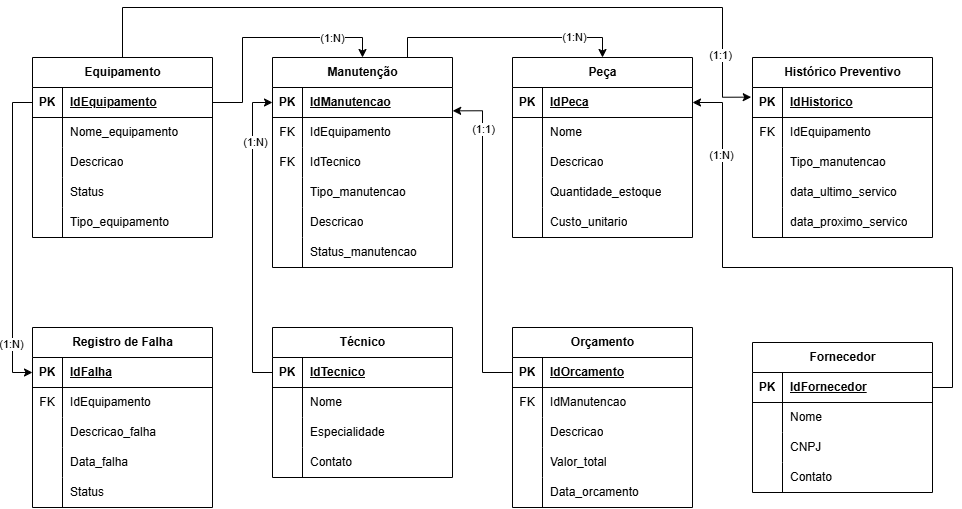 (1:N)
(1:N)
(1:1)
Equipamento
PK IdEquipamento
Nome_equipamento
Descricao
Status
Tipo_equipamento
Manutenção
PK IdManutencao
FK IdEquipamento
FK IdTecnico
Tipo_manutencao
Descricao
Status_manutencao
Peça
PK IdPeca
Nome
Descricao
Quantidade_estoque
Custo_unitario
Histórico Preventivo
PK IdHistorico
FK IdEquipamento
Tipo_manutencao
data_ultimo_servico
data_proximo_servico
(1:N)
(1:1)
(1:N)
(1:N)
Registro de Falha
PK IdFalha
FK IdEquipamento
Descricao_falha
Data_falha
Status
Técnico
PK IdTecnico
Nome
Especialidade
Contato
Orçamento
PK IdOrcamento
FK IdManutencao
Descricao
Valor_total
Data_orcamento
Fornecedor
PK IdFornecedor
Nome
CNPJ
Contato